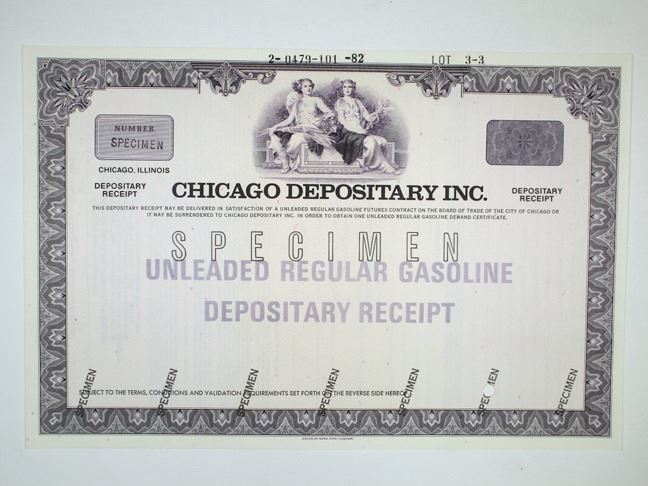 2- 0479-101 -82 LOT 3-3
NUMBER
SPECIMEN
CHICAGO, ILLINOIS
DEPOSITARY
RECEIPT
DEPOSITARY
RECEIPT
CHICAGO DEPOSITARY INC.
THIS DEPOSITARY RECEIPT MAY BE DELIVERED IN SATISFACTION OF A UNLEADED REGULAR GASOLINE FUTURES CONTRACT ON THE BOARD OF TRADE OF THE CITY OF CHICAGO OR
IT MAY BE SURRENDERED TO CHICAGO DEPOSITARY INC. IN ORDER TO OBTAIN ONE UNLEADED REGULAR GASOLINE DEMAND CERTIFICATE.
SPECIMEN
UNLEADED REGULAR GASOLINE
DEPOSITARY RECEIPT
SUBJECT TO THE TERMS, CONDITIONS AND VALIDATION REQUIREMENTS SET FORTH ON THE REVERSE SIDE HEREOF
SPECIMEN
SPECIMEN
SPECIMEN
SPECIMEN
SPECIMEN
SPECIMEN
SPECIMEN
AMERICAN BANK NOTE COMPANY